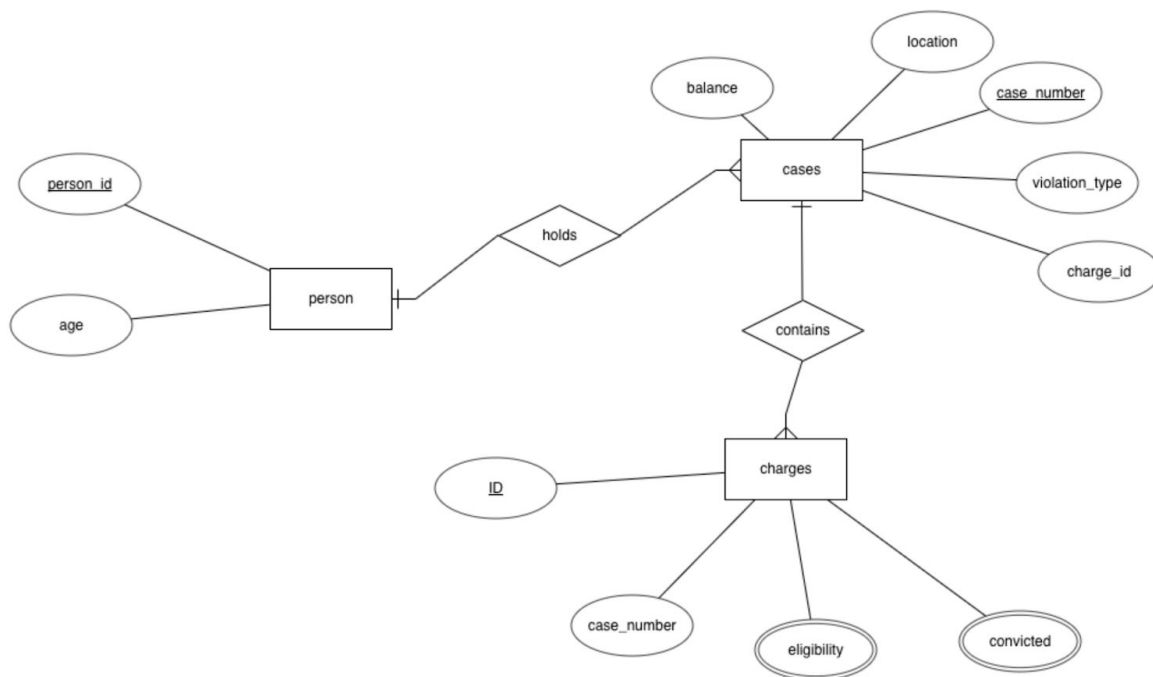 location
balance
case_number
person_id
cases
violation_type
holds
charge_id
person
age
contains
charges
ID
case_number
eligibility
convicted